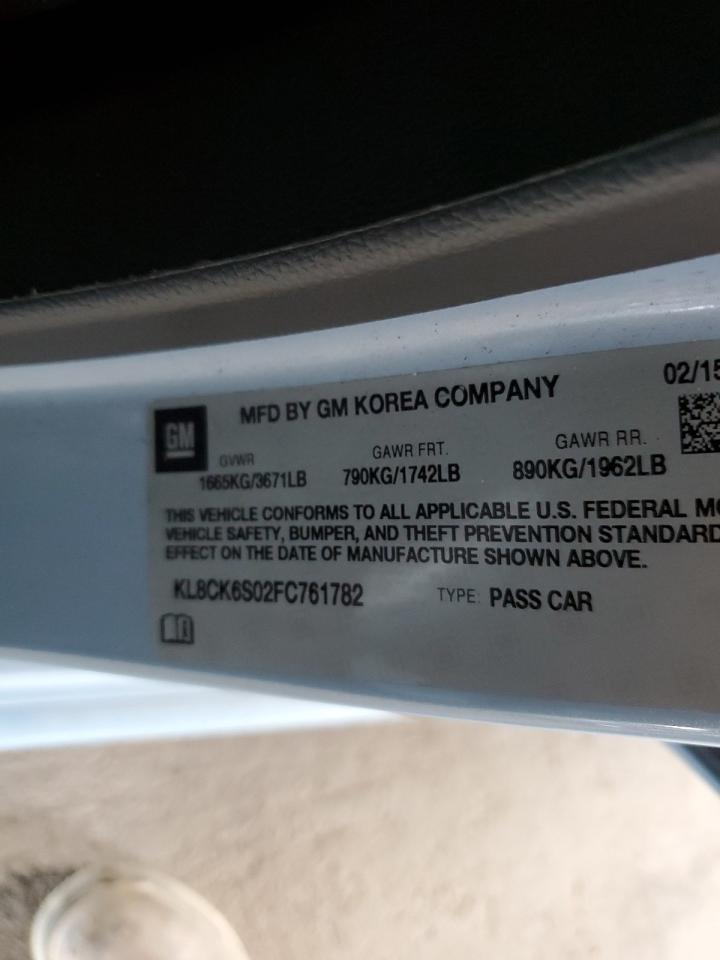 02/15
GM
MFD BY GM KOREA COMPANY
GVWR GAWR FRT. GAWR RR.
1665KG/3671LB 790KG/1742LB 890KG/1962LB
THIS VEHICLE CONFORMS TO ALL APPLICABLE U.S. FEDERAL MO
VEHICLE SAFETY, BUMPER, AND THEFT PREVENTION STANDARD
EFFECT ON THE DATE OF MANUFACTURE SHOWN ABOVE.
KL8CK6S02FC761782 TYPE: PASS CAR